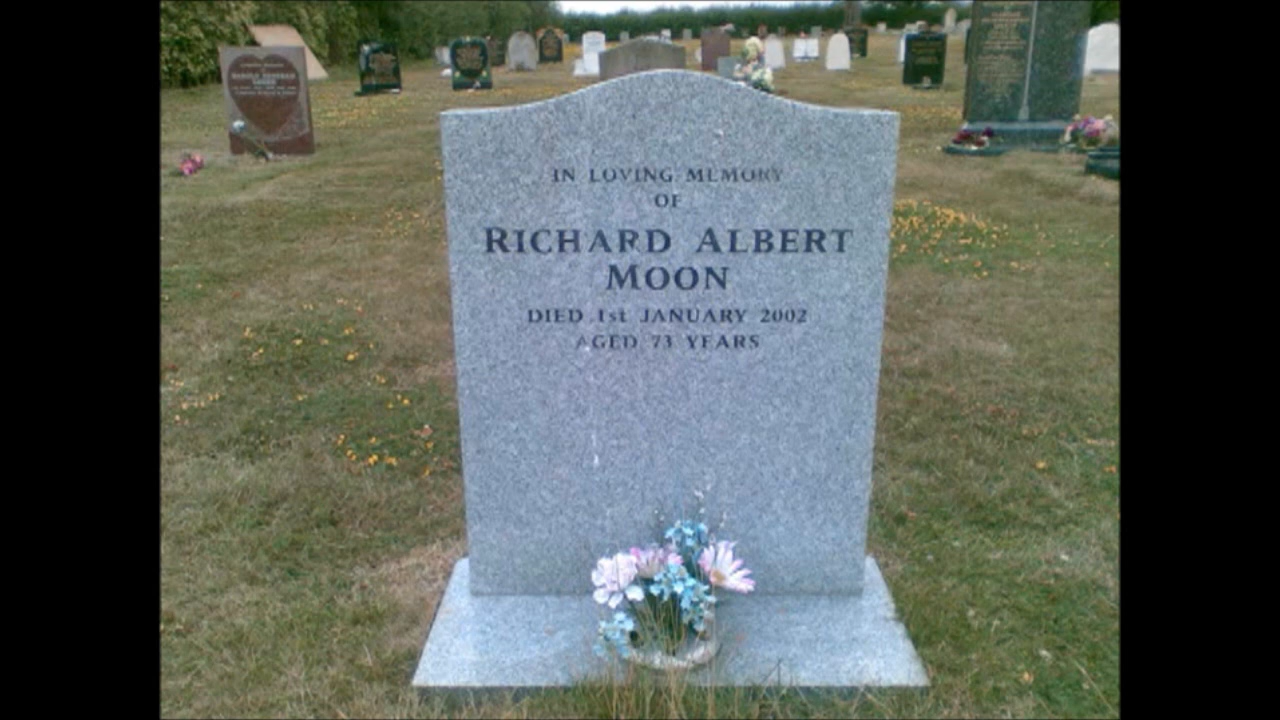 IN LOVING MEMORY
OF
RICHARD ALBERT
MOON
DIED 1st JANUARY 2002
AGED 73 YEARS